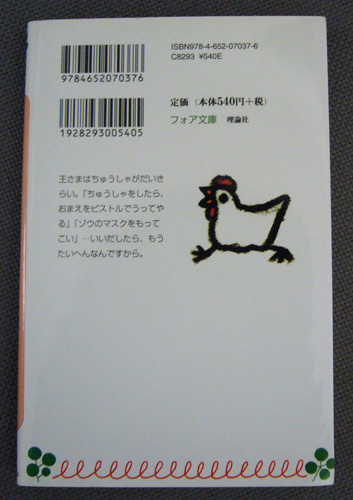 ISBN978-4-652-07037-6
C8293 ¥540E
9784652070376
定価（本体540円+税）
フォア文庫 理論社
1928293005405
王さまはちゅうしゃがだいき
らい。「ちゅうしゃをしたら、
おまえをピストルでうってや
る」「ゾウのマスクをもって
こい」…いいだしたら、もう
たいへんなんですから。